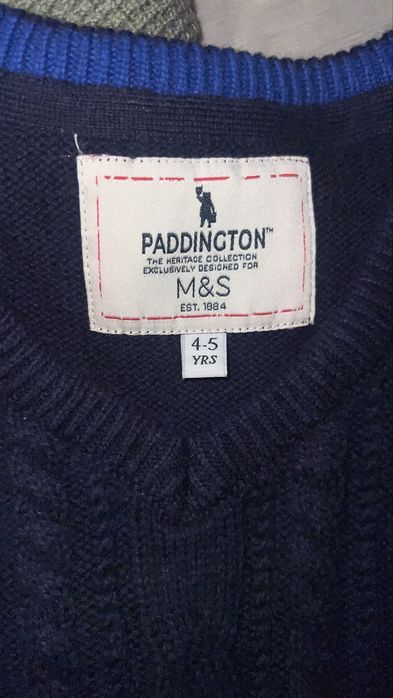 PADDINGTON™
THE HERITAGE COLLECTION
EXCLUSIVELY DESIGNED FOR
M&S
EST. 1884
4-5
YRS